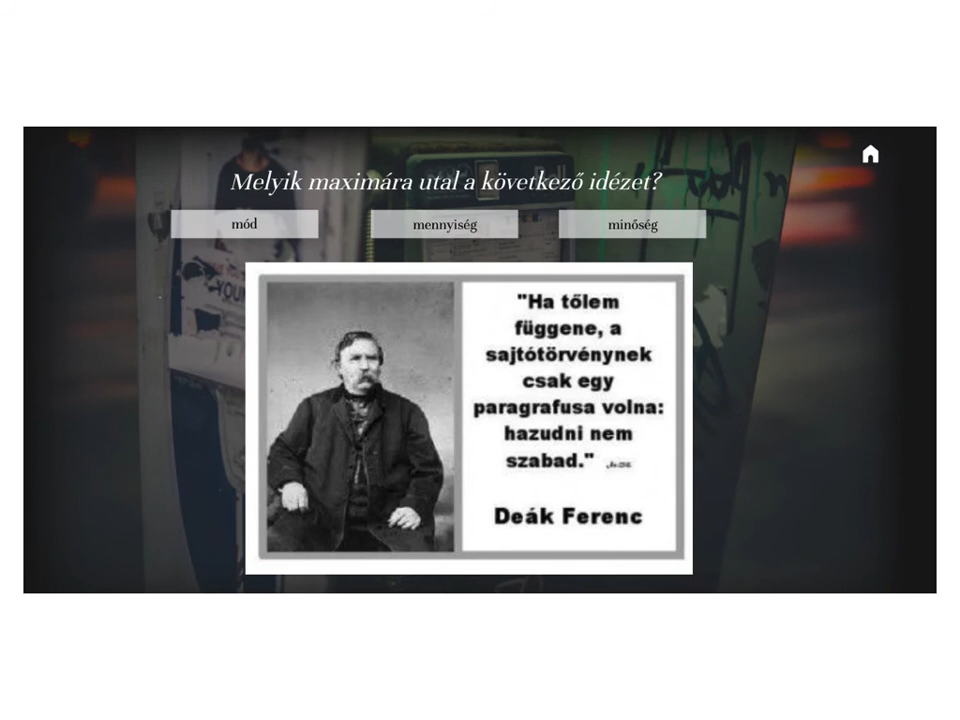 Melyik maximára utal a következő idézet?
mód
mennyiség
minőség
"Ha tőlem
függene, a
sajtótörvénynek
csak egy
paragrafusa volna:
hazudni nem
szabad."
Deák Ferenc